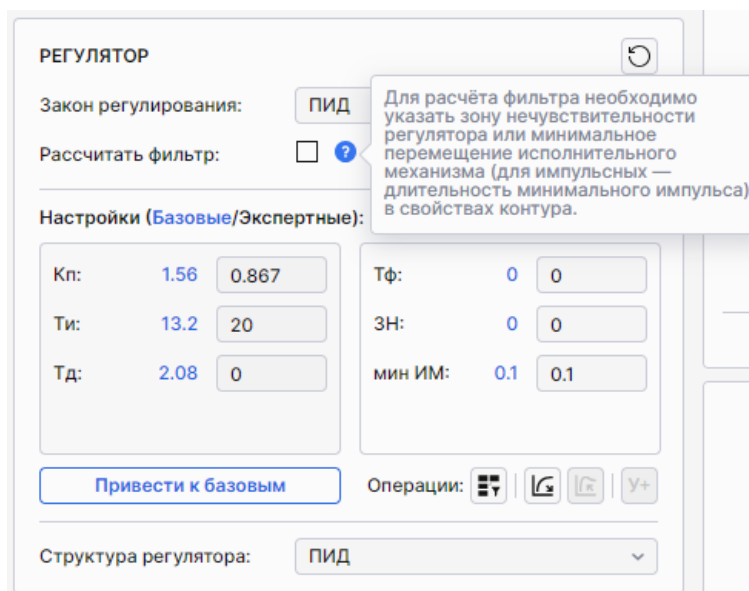 РЕГУЛЯТОР
Закон регулирования: ПИД
Для расчёта фильтра необходимо
указать зону нечувствительности
регулятора или минимальное
перемещение исполнительного
механизма (для импульсных —
длительность минимального импульса)
в свойствах контура.
Рассчитать фильтр: ?
Настройки (Базовые/Экспертные):
Кп: 1.56 0.867
Ти: 13.2 20
Тд: 2.08 0
Тф: 0 0
ЗН: 0 0
мин ИМ: 0.1 0.1
Привести к базовым
Операции: У+
Структура регулятора: ПИД